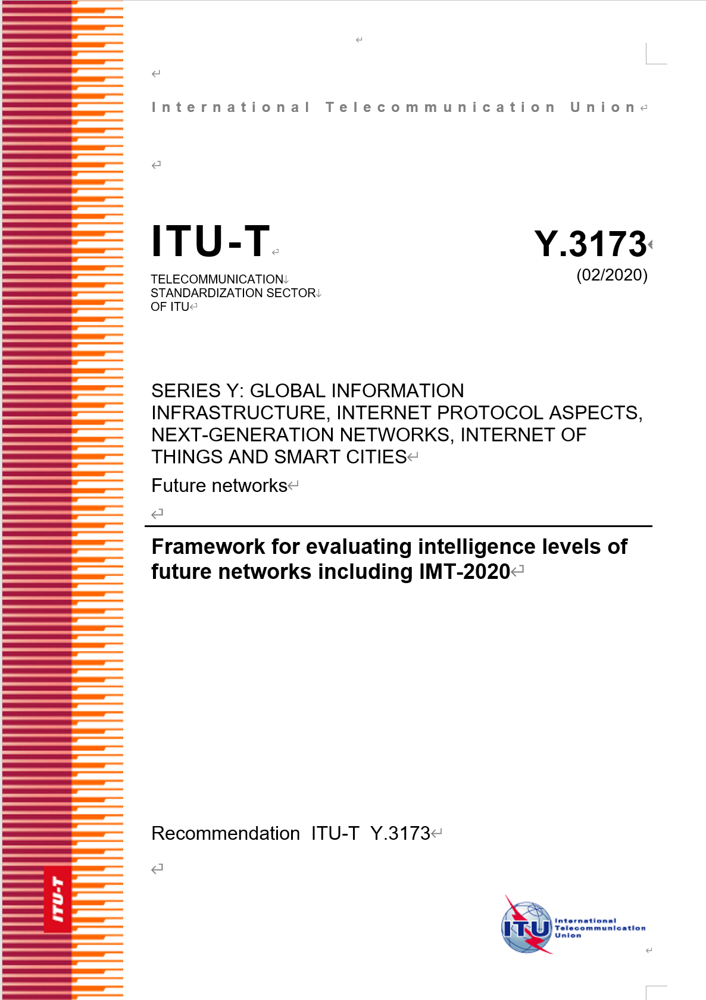 International Telecommunication Union
ITU-T
Y.3173
TELECOMMUNICATION
STANDARDIZATION SECTOR
OF ITU
(02/2020)
SERIES Y: GLOBAL INFORMATION
INFRASTRUCTURE, INTERNET PROTOCOL ASPECTS,
NEXT-GENERATION NETWORKS, INTERNET OF
THINGS AND SMART CITIES
Future networks
Framework for evaluating intelligence levels of
future networks including IMT-2020
Recommendation ITU-T Y.3173
ITU-T
ITU
International
Telecommunication
Union